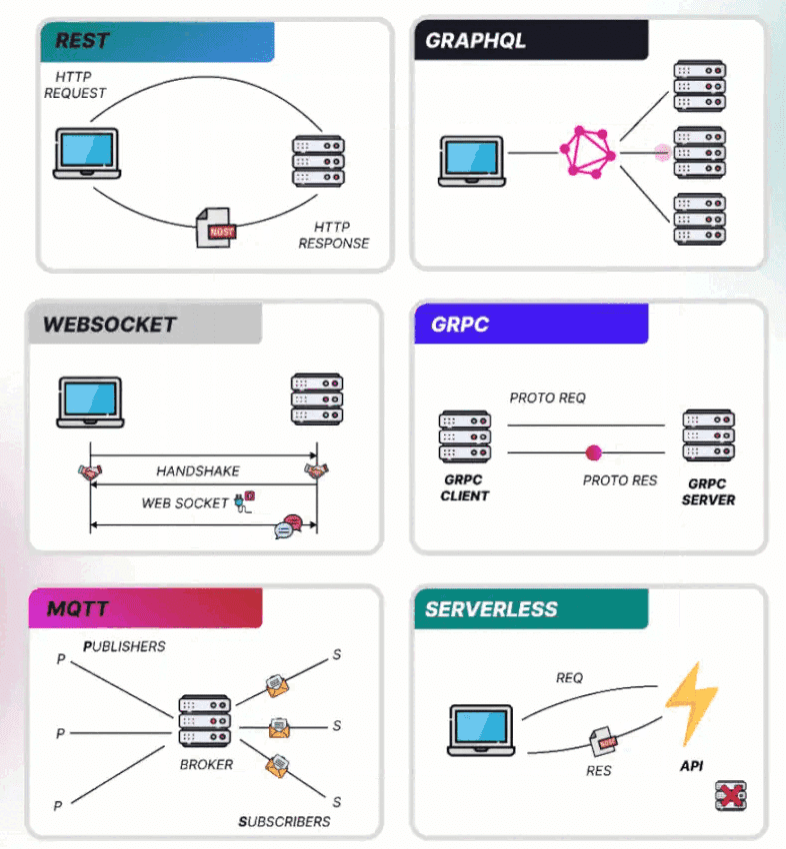 REST
HTTP
REQUEST
HTTP
RESPONSE
GRAPHQL
WEBSOCKET
HANDSHAKE
WEB SOCKET
GRPC
PROTO REQ
PROTO RES
GRPC
CLIENT
GRPC
SERVER
MQTT
PUBLISHERS
P
S
P
S
P
S
BROKER
SUBSCRIBERS
SERVERLESS
REQ
RES
API